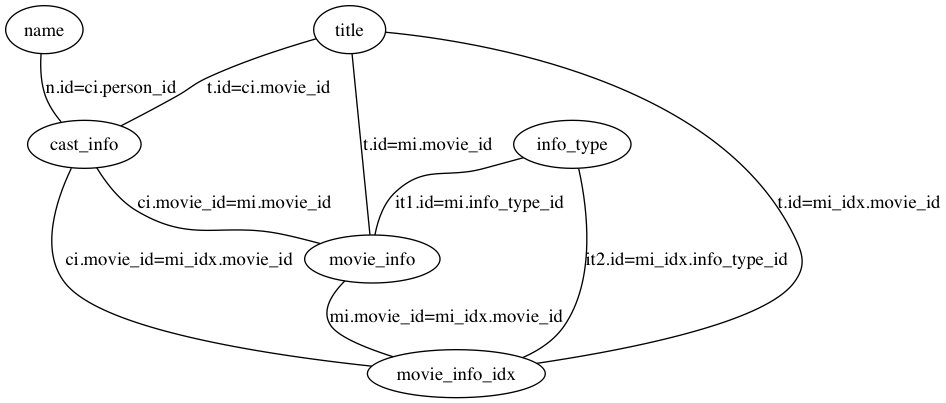 name
title
n.id=ci.person_id
t.id=ci.movie_id
cast_info
t.id=mi.movie_id
info_type
ci.movie_id=mi.movie_id
it1.id=mi.info_type_id
t.id=mi_idx.movie_id
ci.movie_id=mi_idx.movie_id
movie_info
it2.id=mi_idx.info_type_id
mi.movie_id=mi_idx.movie_id
movie_info_idx